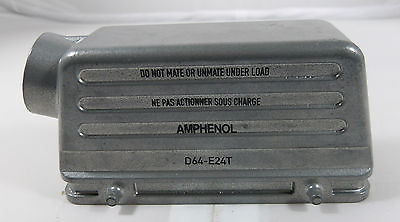 DO NOT MATE OR UNMATE UNDER LOAD
NE PAS ACTIONNER SOUS CHARGE
AMPHENOL
D64-E24T